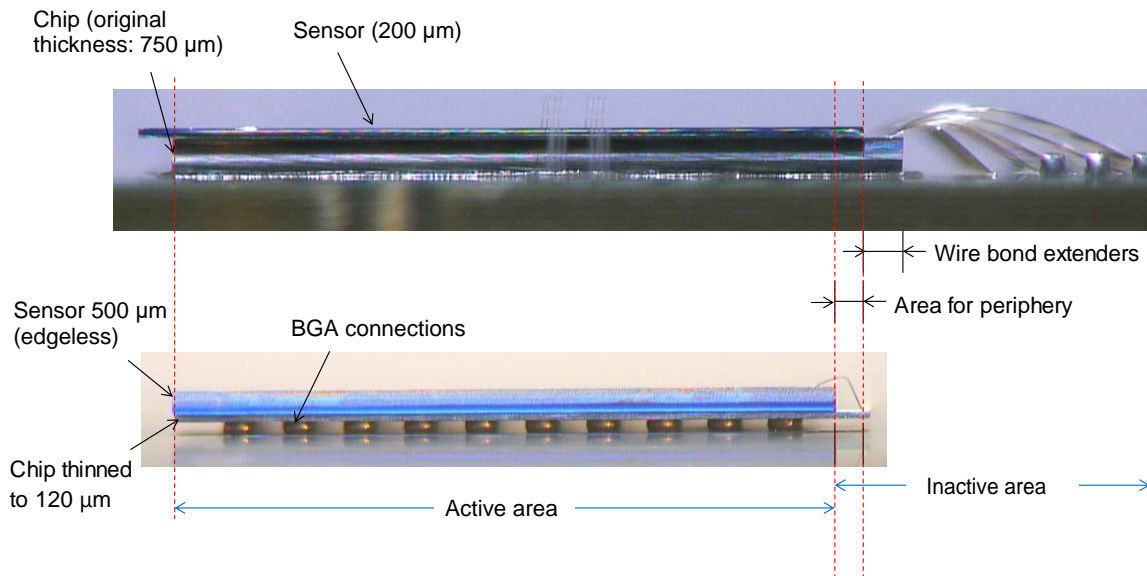 Chip (original
thickness: 750 µm)
Sensor (200 µm)
Wire bond extenders
Area for periphery
Sensor 500 µm
(edgeless)
BGA connections
Chip thinned
to 120 µm
Active area
Inactive area